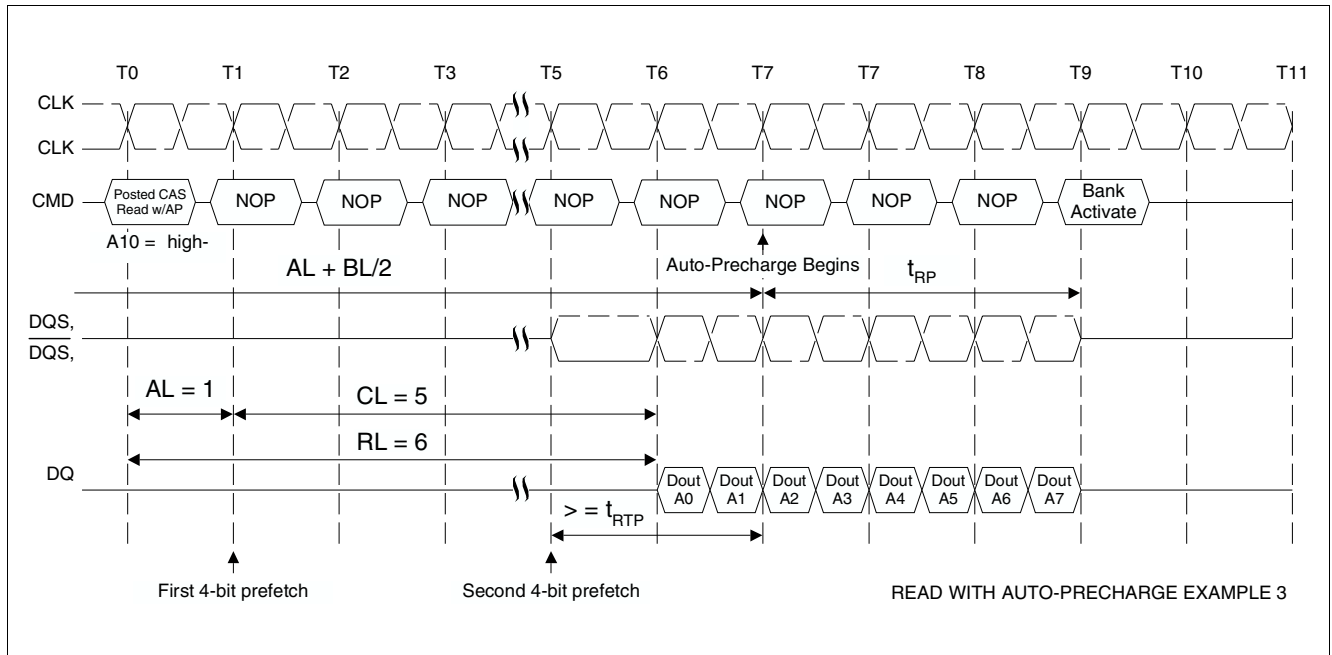 T0 T1 T2 T3 T5 T6 T7 T7 T8 T9 T10 T11
CLK
CLK
CMD
Posted CAS
Read w/AP
NOP NOP NOP NOP NOP NOP NOP NOP
Bank
Activate
A10 = high-
AL + BL/2
Auto-Precharge Begins
tRP
DQS,
DQS,
AL = 1
CL = 5
RL = 6
DQ
Dout
A0
Dout
A1
Dout
A2
Dout
A3
Dout
A4
Dout
A5
Dout
A6
Dout
A7
> = tRTP
First 4-bit prefetch
Second 4-bit prefetch
READ WITH AUTO-PRECHARGE EXAMPLE 3